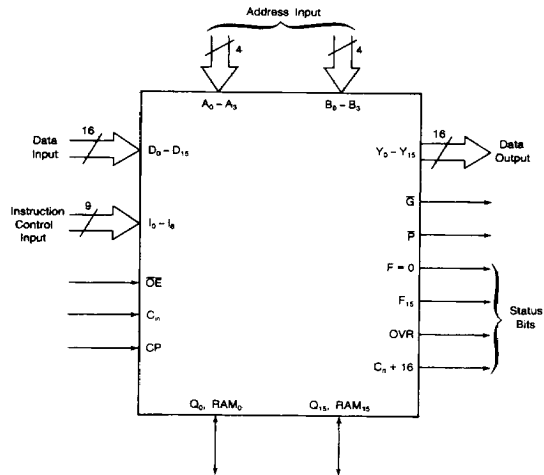 Address Input
4 4
A₀ – A₃ B₀ – B₃
Data
Input
16
D₀ – D₁₅
Y₀ – Y₁₅
16
Data
Output
Instruction
Control
Input
9
I₀ – I₈
G̅
P̅
O̅E̅
Cᵢₙ
CP
F = 0
F₁₅
OVR
Cₙ + 16
Status
Bits
Q₀, RAM₀ Q₁₅, RAM₁₅